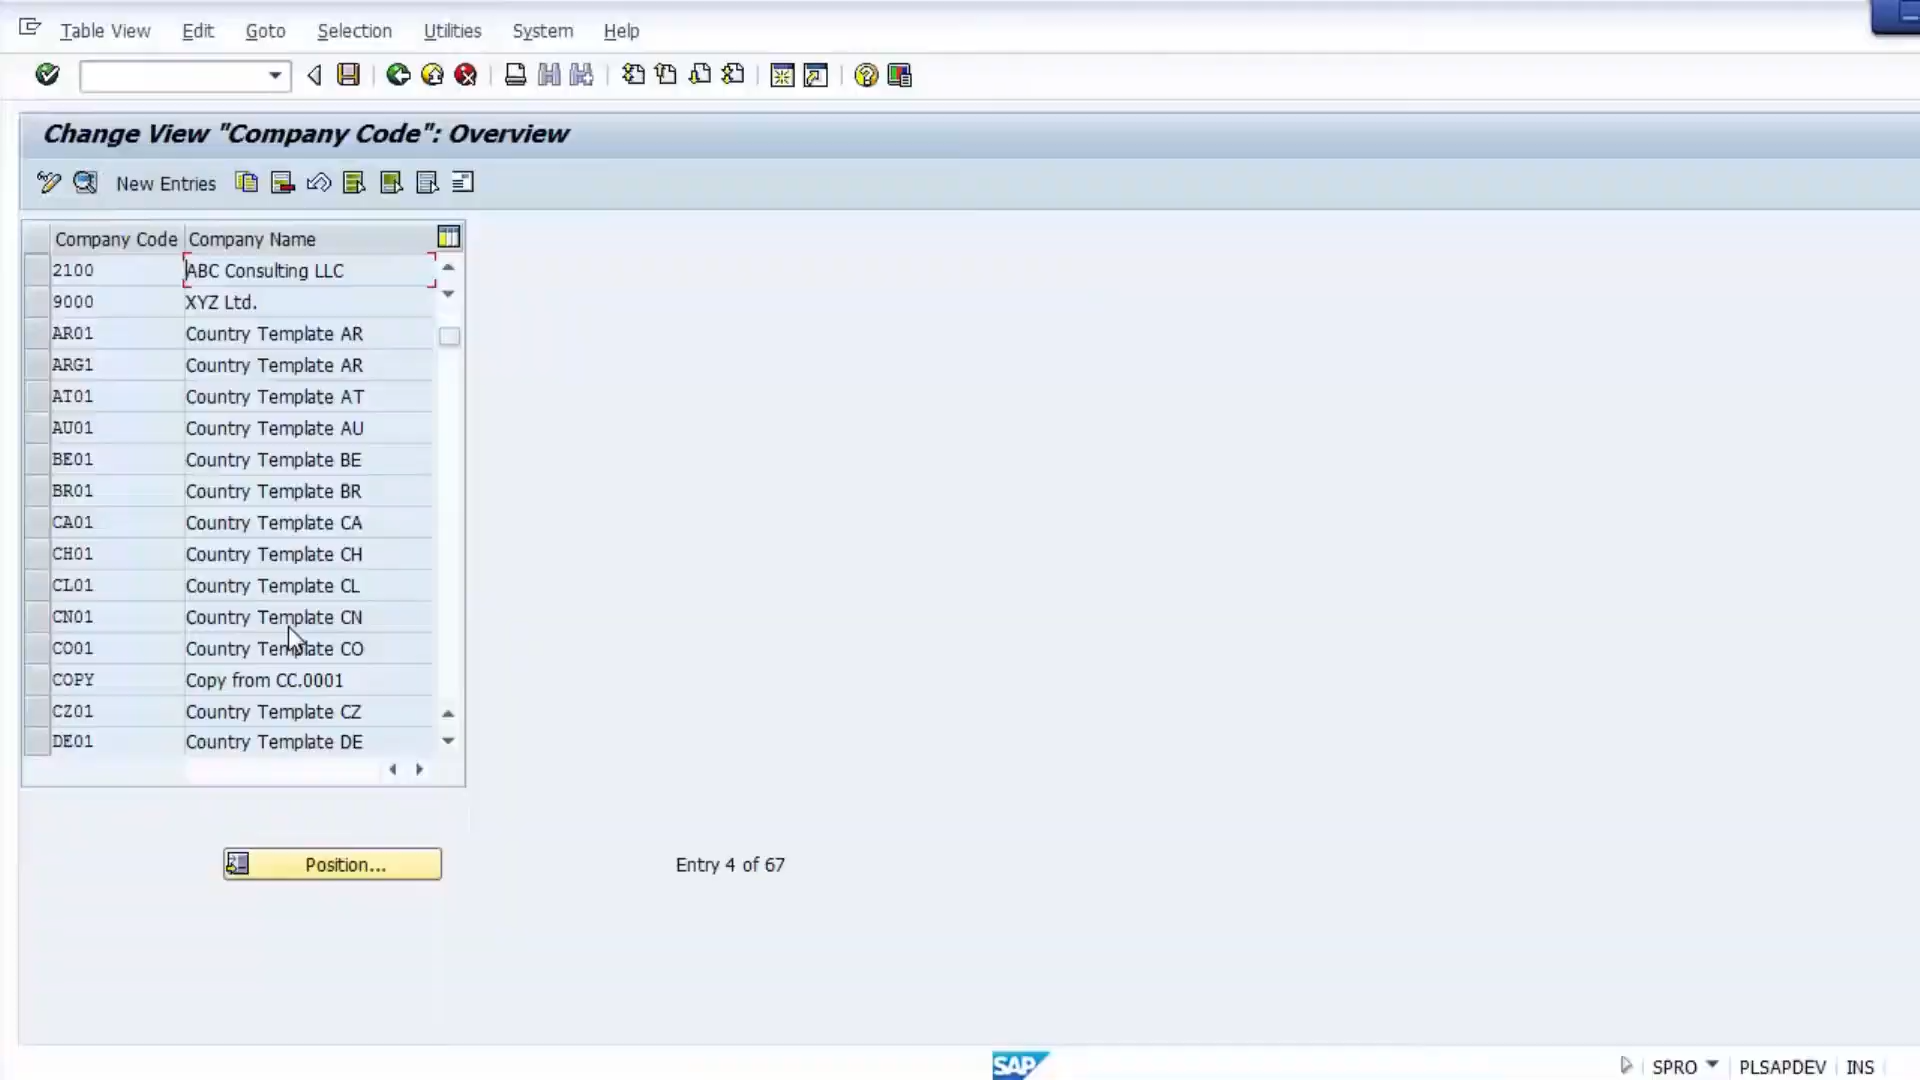 Table View Edit Goto Selection Utilities System Help
Change View "Company Code": Overview
New Entries
Company Code Company Name
2100 ABC Consulting LLC
9000 XYZ Ltd.
AR01 Country Template AR
ARG1 Country Template AR
AT01 Country Template AT
AU01 Country Template AU
BE01 Country Template BE
BR01 Country Template BR
CA01 Country Template CA
CH01 Country Template CH
CL01 Country Template CL
CN01 Country Template CN
CO01 Country Template CO
COPY Copy from CC.0001
CZ01 Country Template CZ
DE01 Country Template DE
Position... Entry 4 of 67
SAP SPRO PLSAPDEV INS